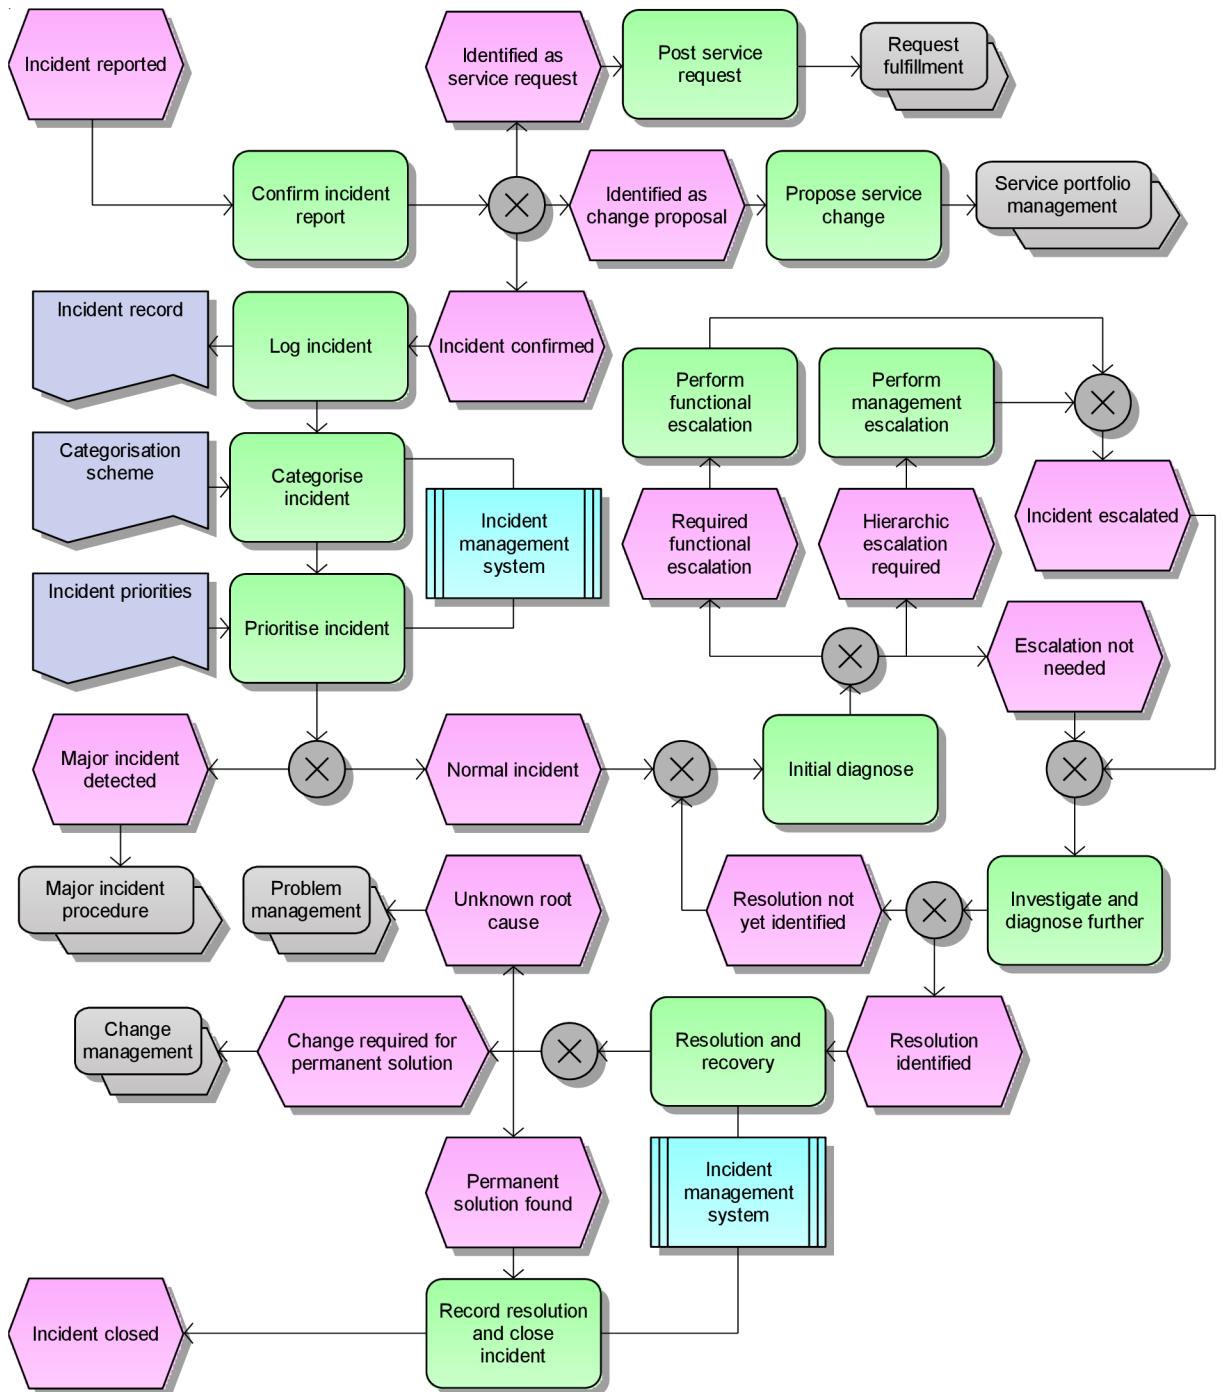 Incident reported
Identified as
service request
Post service
request
Request
fulfillment
Confirm incident
report
Identified as
change proposal
Propose service
change
Service portfolio
management
Incident record
Log incident
Incident confirmed
Perform
functional
escalation
Perform
management
escalation
Categorisation
scheme
Categorise
incident
Incident
management
system
Required
functional
escalation
Hierarchic
escalation
required
Incident escalated
Incident priorities
Prioritise incident
Escalation not
needed
Major incident
detected
Normal incident
Initial diagnose
Major incident
procedure
Problem
management
Unknown root
cause
Resolution not
yet identified
Investigate and
diagnose further
Change
management
Change required for
permanent solution
Resolution and
recovery
Resolution
identified
Permanent
solution found
Incident
management
system
Incident closed
Record resolution
and close
incident